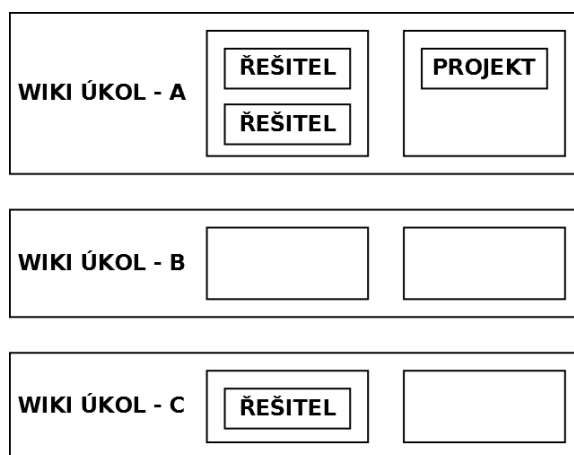 WIKI ÚKOL - A
ŘEŠITEL
ŘEŠITEL
PROJEKT
WIKI ÚKOL - B
WIKI ÚKOL - C
ŘEŠITEL